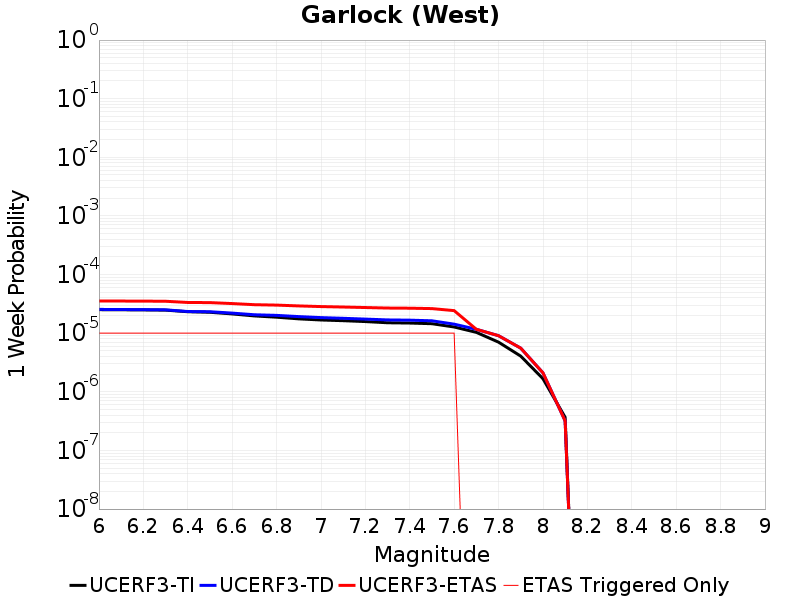 Garlock (West)
1 Week Probability
10^0
10^-1
10^-2
10^-3
10^-4
10^-5
10^-6
10^-7
10^-8
6 6.2 6.4 6.6 6.8 7 7.2 7.4 7.6 7.8 8 8.2 8.4 8.6 8.8 9
Magnitude
UCERF3-TI UCERF3-TD UCERF3-ETAS ETAS Triggered Only